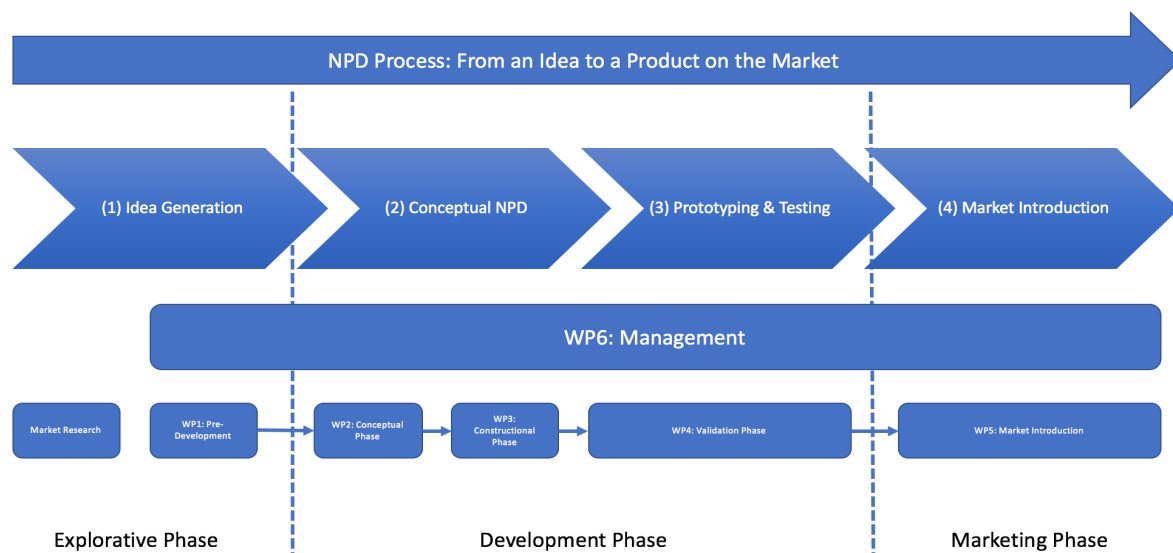 NPD Process: From an Idea to a Product on the Market
(1) Idea Generation
(2) Conceptual NPD
(3) Prototyping & Testing
(4) Market Introduction
WP6: Management
Market Research
WP1: Pre-
Development
WP2: Conceptual
Phase
WP3:
Constructional
Phase
WP4: Validation Phase
WP5: Market Introduction
Explorative Phase
Development Phase
Marketing Phase